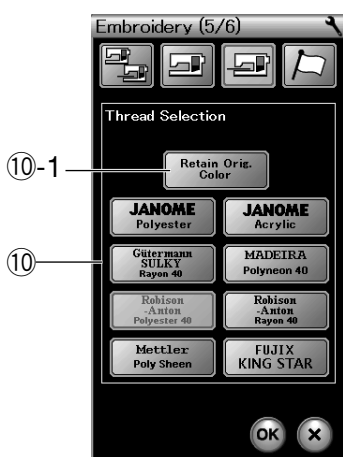 Embroidery (5/6)
Thread Selection
⑩-1
Retain Orig.
Color
JANOME
Polyester
JANOME
Acrylic
⑩
Gütermann
SULKY
Rayon 40
MADEIRA
Polyneon 40
Robison
-Anton
Polyester 40
Robison
-Anton
Rayon 40
Mettler
Poly Sheen
FUJIX
KING STAR
OK